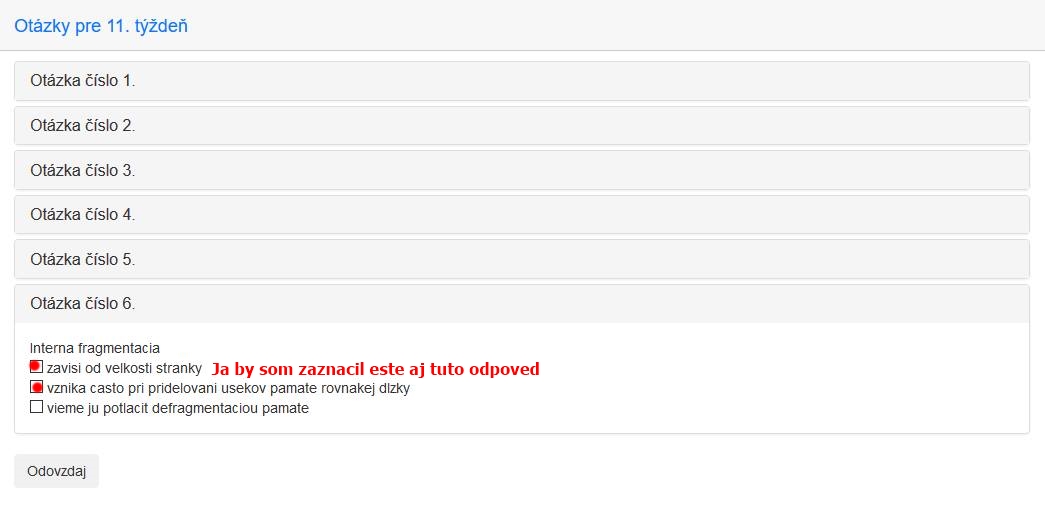 Otázky pre 11. týždeň
Otázka číslo 1.
Otázka číslo 2.
Otázka číslo 3.
Otázka číslo 4.
Otázka číslo 5.
Otázka číslo 6.
Interna fragmentacia
zavisi od velkosti stranky Ja by som zaznacil este aj tuto odpoved
vznika casto pri pridelovani usekov pamate rovnakej dlzky
vieme ju potlacit defragmentaciou pamate
Odovzdaj